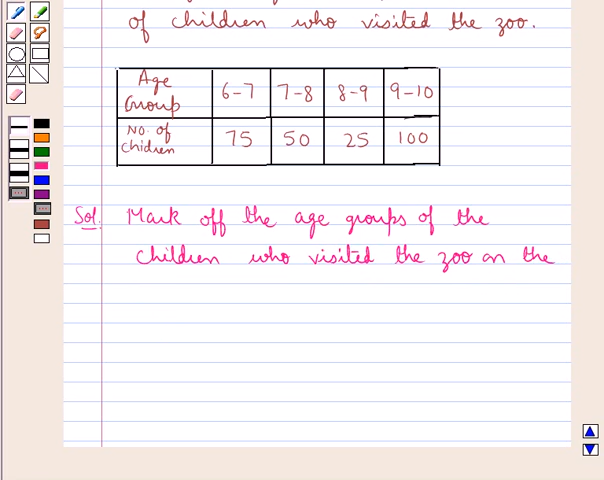 of children who visited the zoo.
Age Group 6-7 7-8 8-9 9-10
No. of Chidren 75 50 25 100
Sol. Mark off the age groups of the
Children who visited the zoo on the